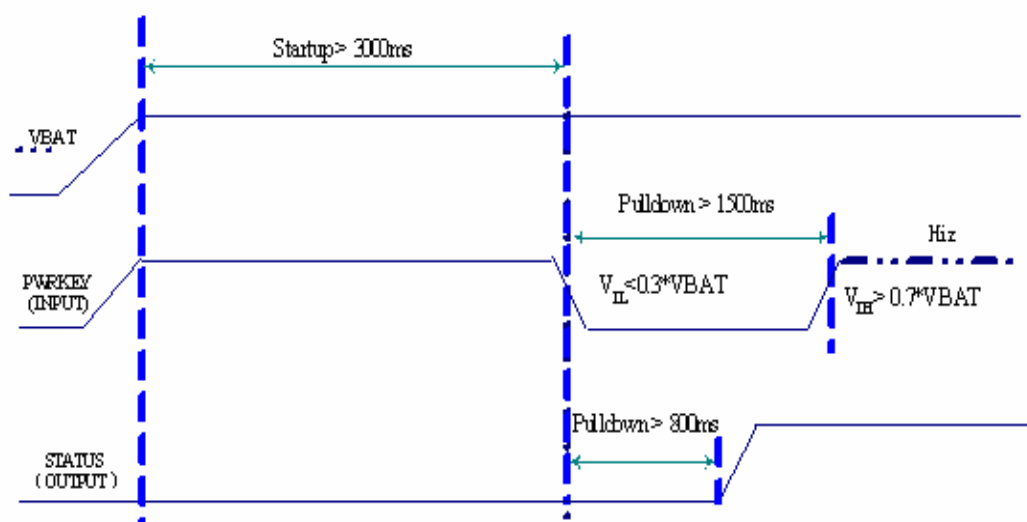 Startup > 3000ms
VBAT
Pulldown > 1500ms
Hiz
PWRKEY
(INPUT)
VIL<0.3*VBAT
VIH> 0.7*VBAT
Pulldown > 800ms
STATUS
(OUTPUT)